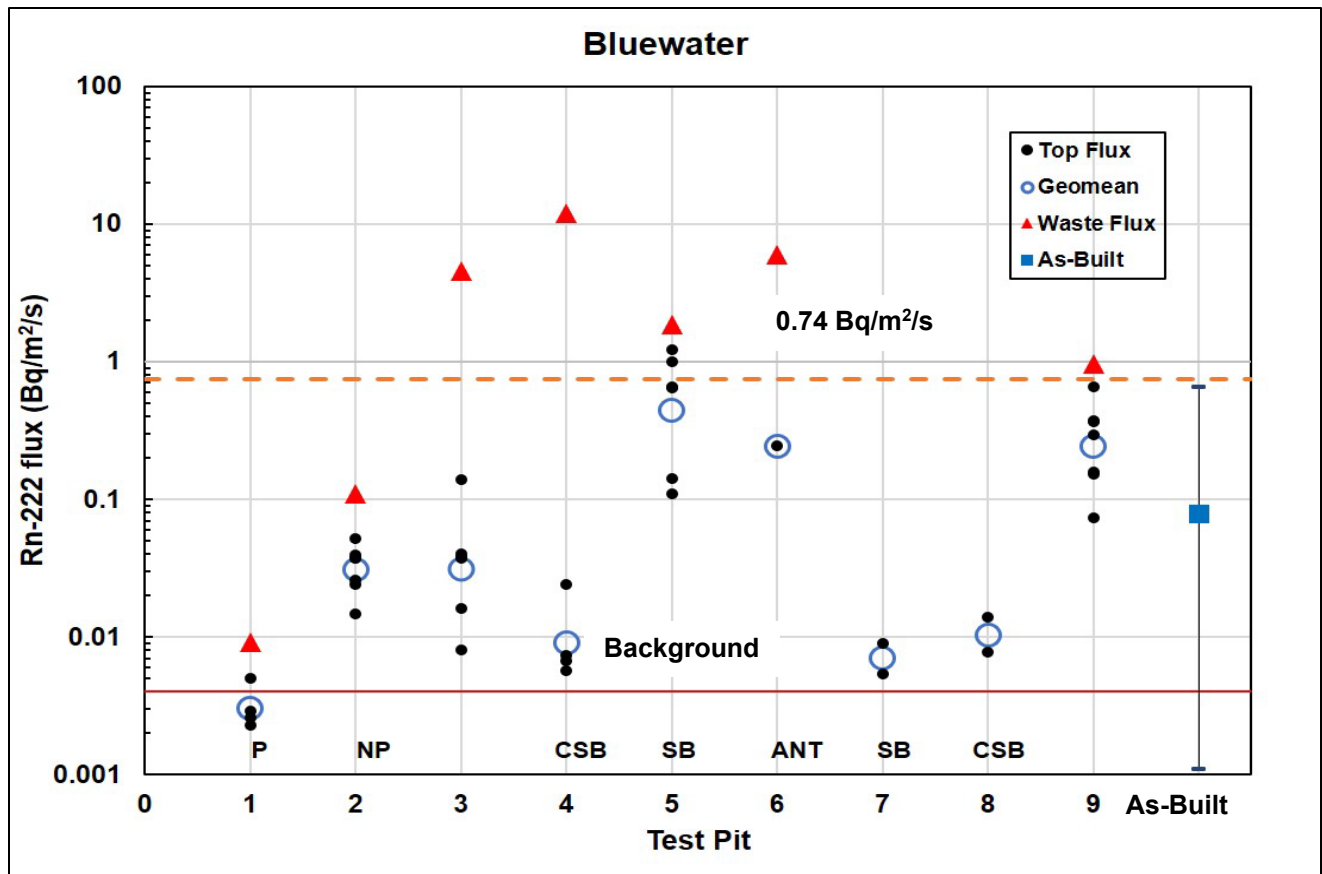 Bluewater
100
10
1
0.1
0.01
0.001
Rn-222 flux (Bq/m²/s)
Top Flux
Geomean
Waste Flux
As-Built
0.74 Bq/m²/s
Background
P NP CSB SB ANT SB CSB
0 1 2 3 4 5 6 7 8 9 As-Built
Test Pit